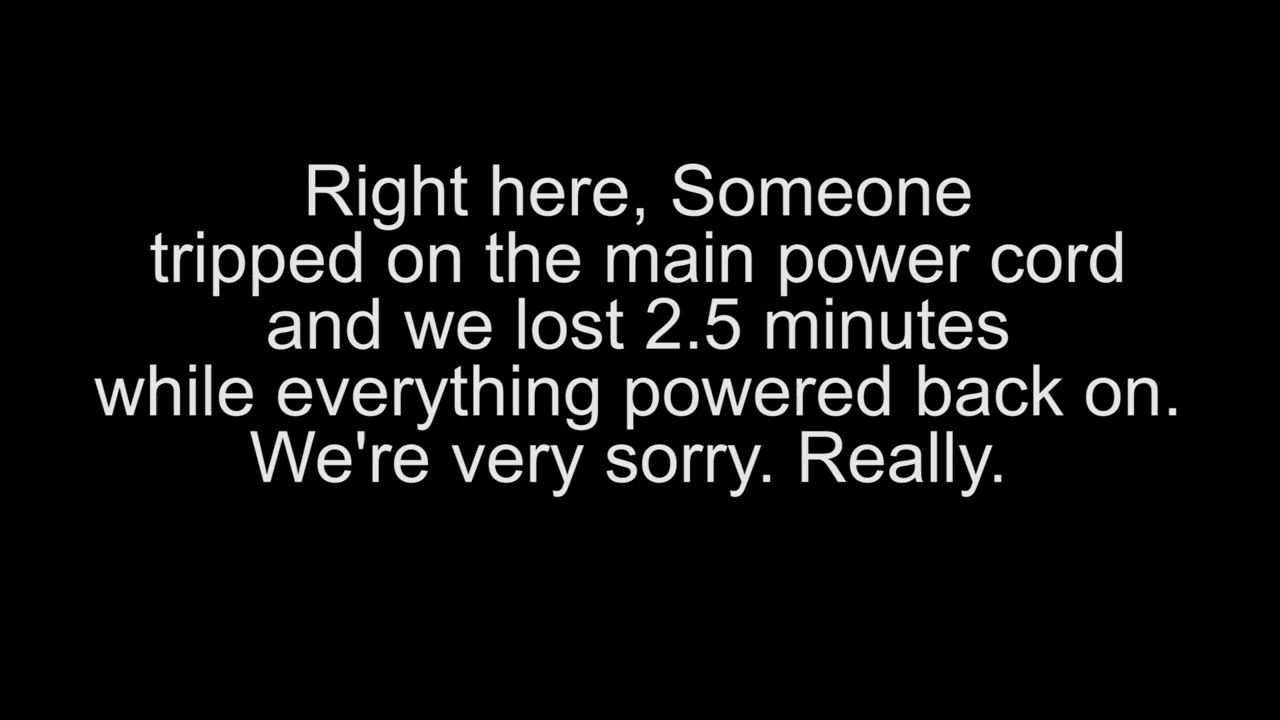 Right here, Someone
tripped on the main power cord
and we lost 2.5 minutes
while everything powered back on.
We're very sorry. Really.